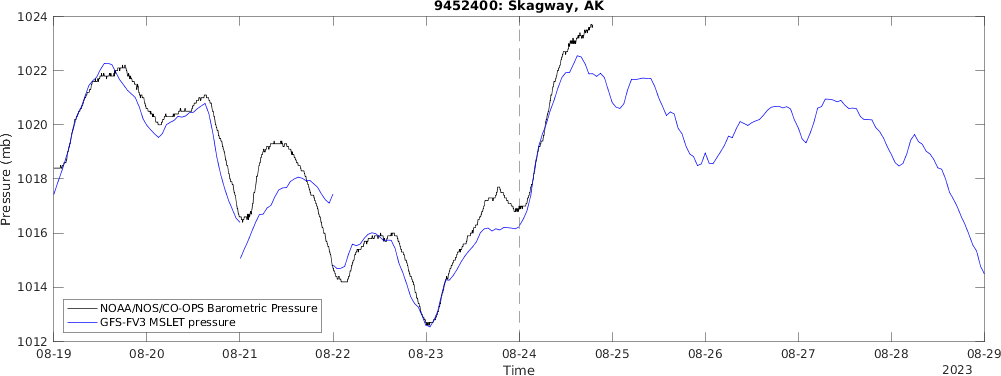 9452400: Skagway, AK
Pressure (mb)
1024
1022
1020
1018
1016
1014
1012
NOAA/NOS/CO-OPS Barometric Pressure
GFS-FV3 MSLET pressure
08-19 08-20 08-21 08-22 08-23 08-24 08-25 08-26 08-27 08-28 08-29
Time
2023